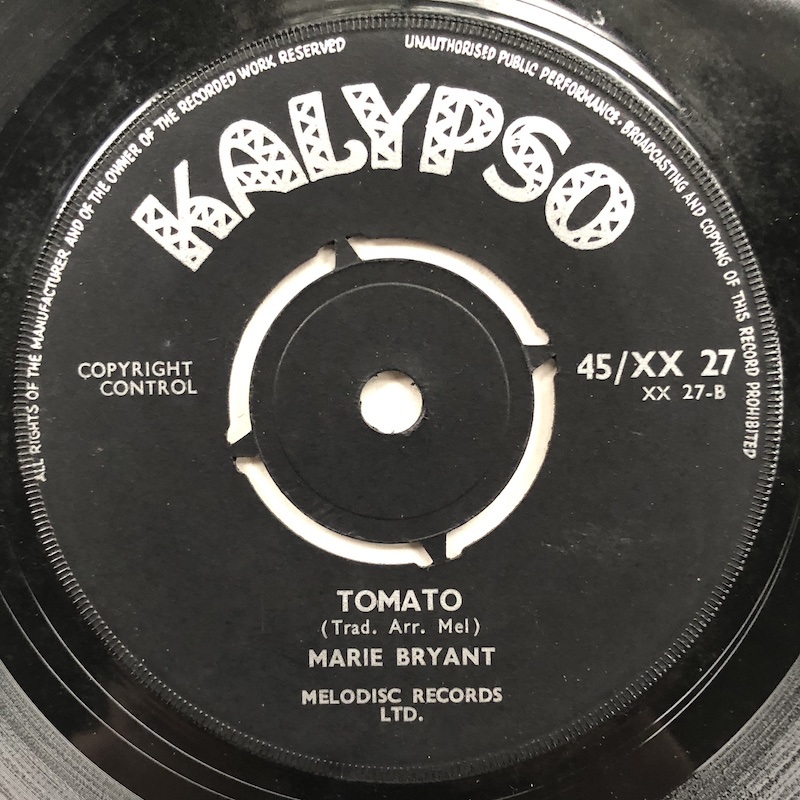 ALL RIGHTS OF THE MANUFACTURER AND OF THE OWNER OF THE RECORDED WORK RESERVED
UNAUTHORISED PUBLIC PERFORMANCE · BROADCASTING AND COPYING OF THIS RECORD PROHIBITED
KALYPSO
COPYRIGHT
CONTROL
45/XX 27
XX 27-B
TOMATO
(Trad. Arr. Mel)
MARIE BRYANT
MELODISC RECORDS
LTD.